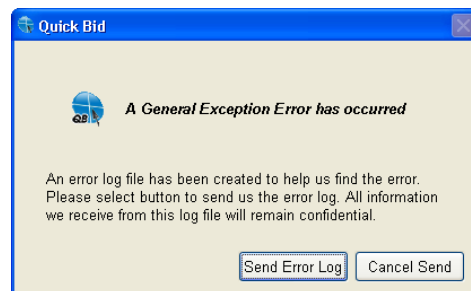 Quick Bid
A General Exception Error has occurred
QB
An error log file has been created to help us find the error.
Please select button to send us the error log. All information
we receive from this log file will remain confidential.
Send Error Log Cancel Send